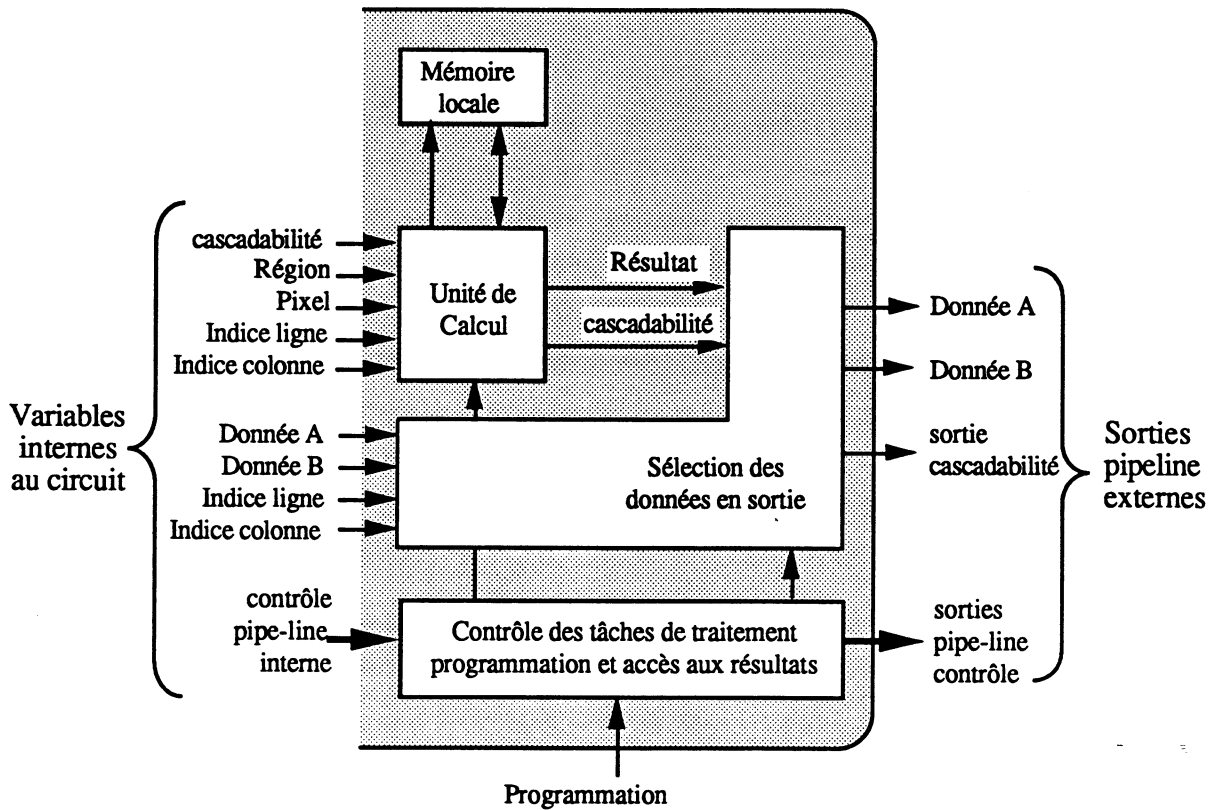 Mémoire
locale
cascadabilité
Région
Pixel
Indice ligne
Indice colonne
Unité de
Calcul
Résultat
cascadabilité
Donnée A
Donnée B
sortie
cascadabilité
Variables
internes
au circuit
Donnée A
Donnée B
Indice ligne
Indice colonne
Sélection des
données en sortie
Sorties
pipeline
externes
contrôle
pipe-line
interne
Contrôle des tâches de traitement
programmation et accès aux résultats
sorties
pipe-line
contrôle
Programmation